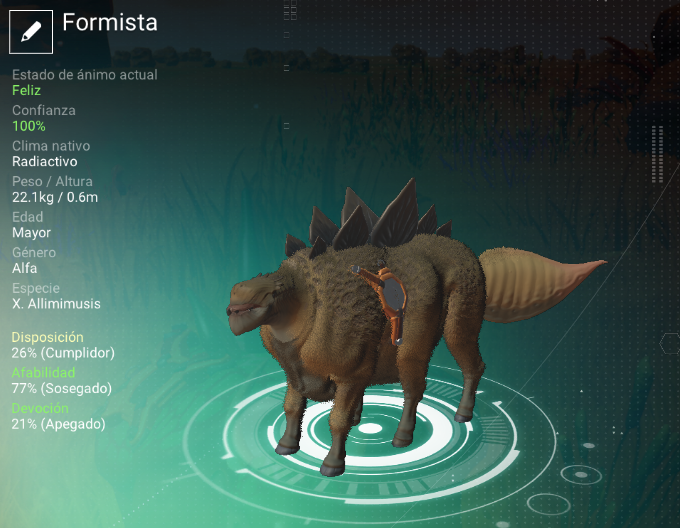 Formista
Estado de ánimo actual
Feliz
Confianza
100%
Clima nativo
Radiactivo
Peso / Altura
22.1kg / 0.6m
Edad
Mayor
Género
Alfa
Especie
X. Allimimusis
Disposición
26% (Cumplidor)
Afabilidad
77% (Sosegado)
Devoción
21% (Apegado)